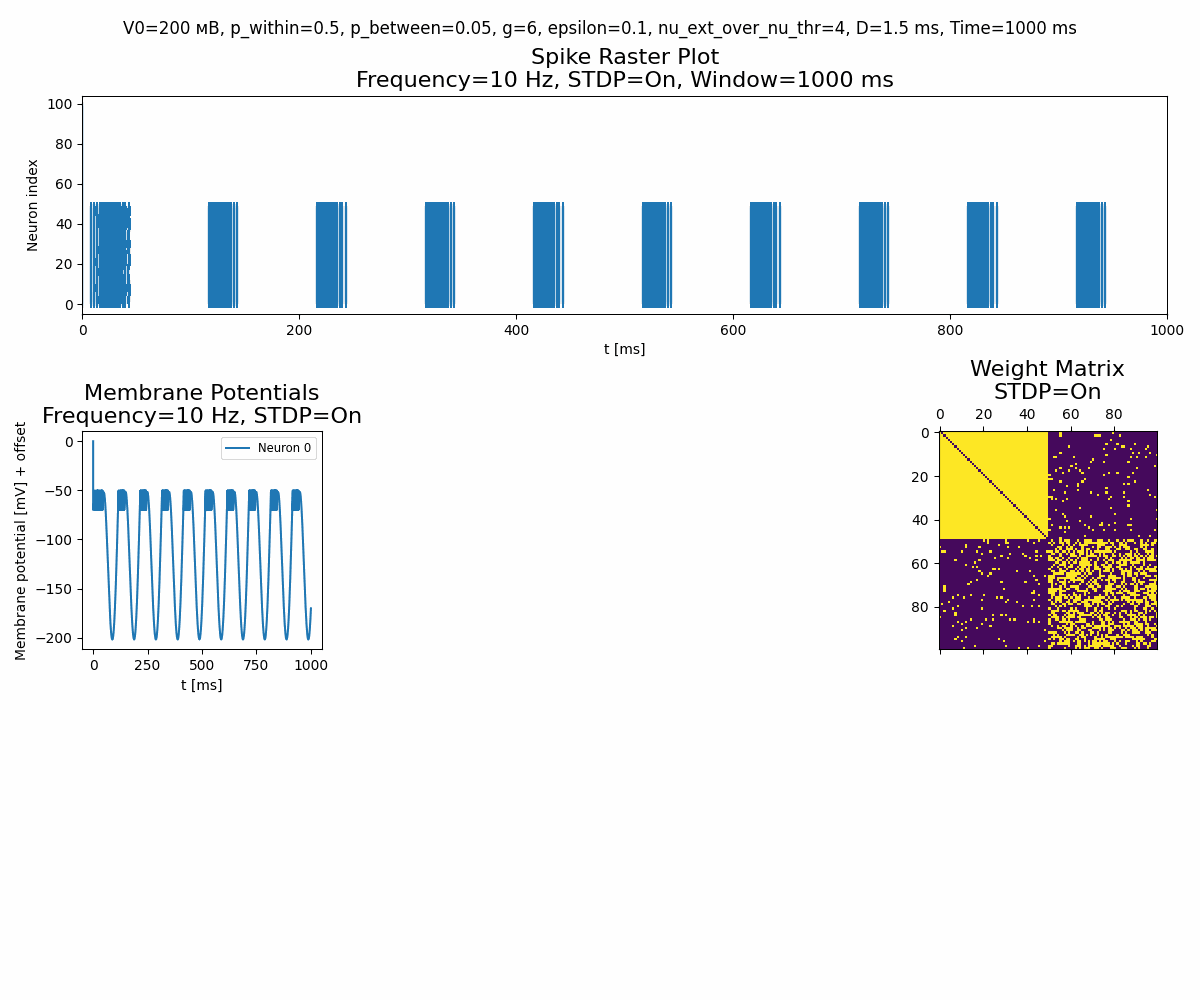 V0=200 мВ, p_within=0.5, p_between=0.05, g=6, epsilon=0.1, nu_ext_over_nu_thr=4, D=1.5 ms, Time=1000 ms
Spike Raster Plot
Frequency=10 Hz, STDP=On, Window=1000 ms
100
80
60
40
20
0
Neuron index
0 200 400 600 800 1000
t [ms]
Membrane Potentials
Frequency=10 Hz, STDP=On
0
−50
−100
−150
−200
Membrane potential [mV] + offset
Neuron 0
0 250 500 750 1000
t [ms]
Weight Matrix
STDP=On
0 20 40 60 80
0
20
40
60
80